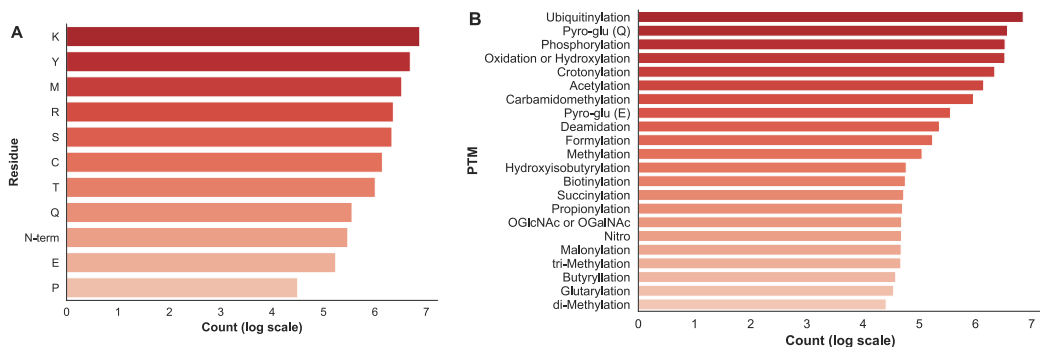 A
K
Y
M
R
S
C
T
Q
N-term
E
P
Residue
0 1 2 3 4 5 6 7
Count (log scale)
B
Ubiquitinylation
Pyro-glu (Q)
Phosphorylation
Oxidation or Hydroxylation
Crotonylation
Acetylation
Carbamidomethylation
Pyro-glu (E)
Deamidation
Formylation
Methylation
Hydroxyisobutyrylation
Biotinylation
Succinylation
Propionylation
OGlcNAc or OGalNAc
Nitro
Malonylation
tri-Methylation
Butyryllation
Glutarylation
di-Methylation
PTM
0 1 2 3 4 5 6 7
Count (log scale)